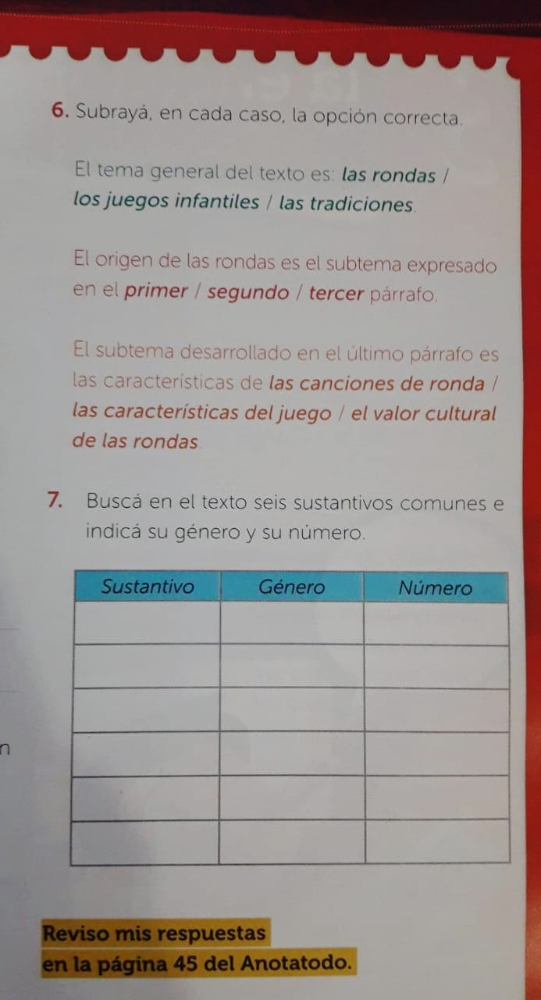 6. Subrayá, en cada caso, la opción correcta.
El tema general del texto es: las rondas /
los juegos infantiles / las tradiciones.
El origen de las rondas es el subtema expresado
en el primer / segundo / tercer párrafo.
El subtema desarrollado en el último párrafo es
las características de las canciones de ronda /
las características del juego / el valor cultural
de las rondas.
7. Buscá en el texto seis sustantivos comunes e
indicá su género y su número.
Sustantivo Género Número
n
Reviso mis respuestas
en la página 45 del Anotatodo.